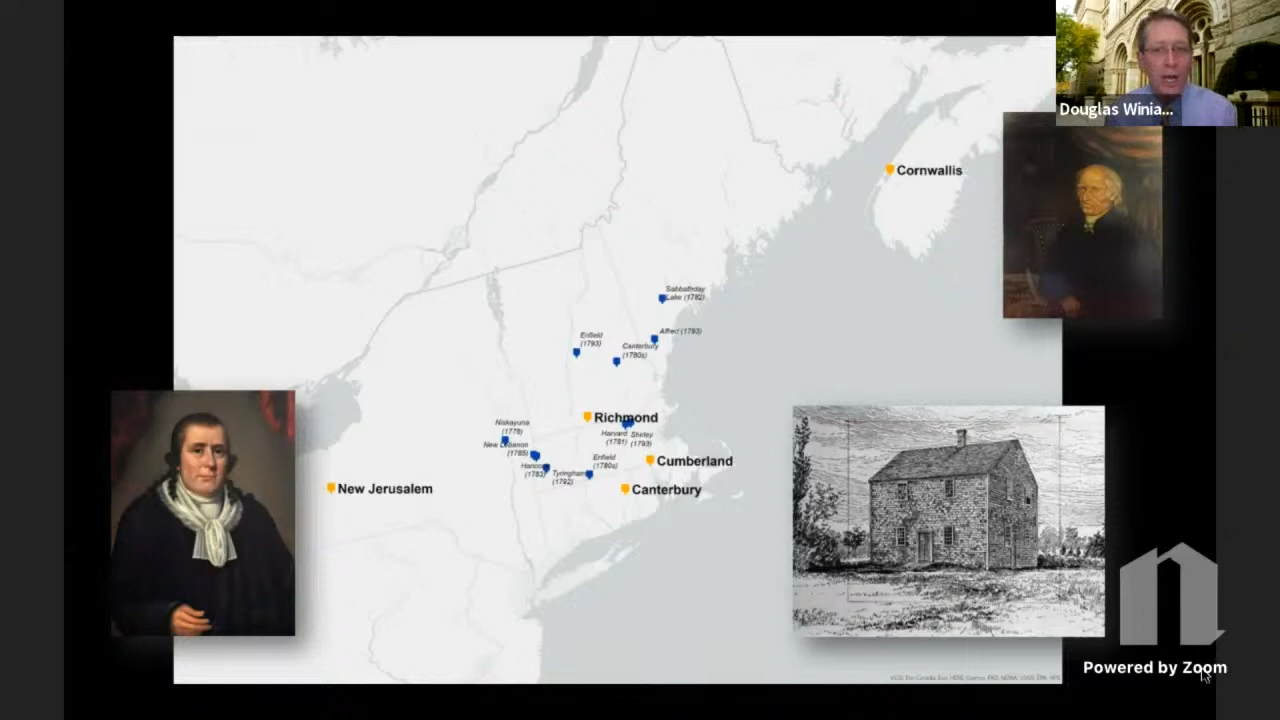 Douglas Winia...
Cornwallis
Sabbathday
Lake (1782)
Alfred (1793)
Enfield
(1793)
Canterbury
(1780s)
Richmond
Niskayuna
(1776)
Harvard
(1781)
Shirley
(1793)
New Lebanon
(1785)
Enfield
(1780s)
Cumberland
Hancock
(1783)
Tyringham
(1792)
New Jerusalem
Canterbury
Powered by Zoom